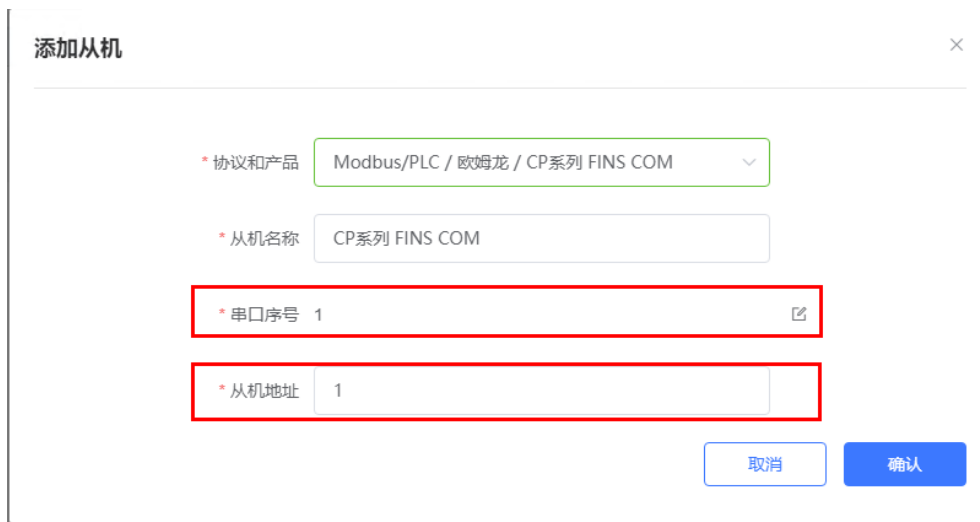 添加从机
* 协议和产品 Modbus/PLC / 欧姆龙 / CP系列 FINS COM
* 从机名称 CP系列 FINS COM
* 串口序号 1
* 从机地址 1
取消 确认